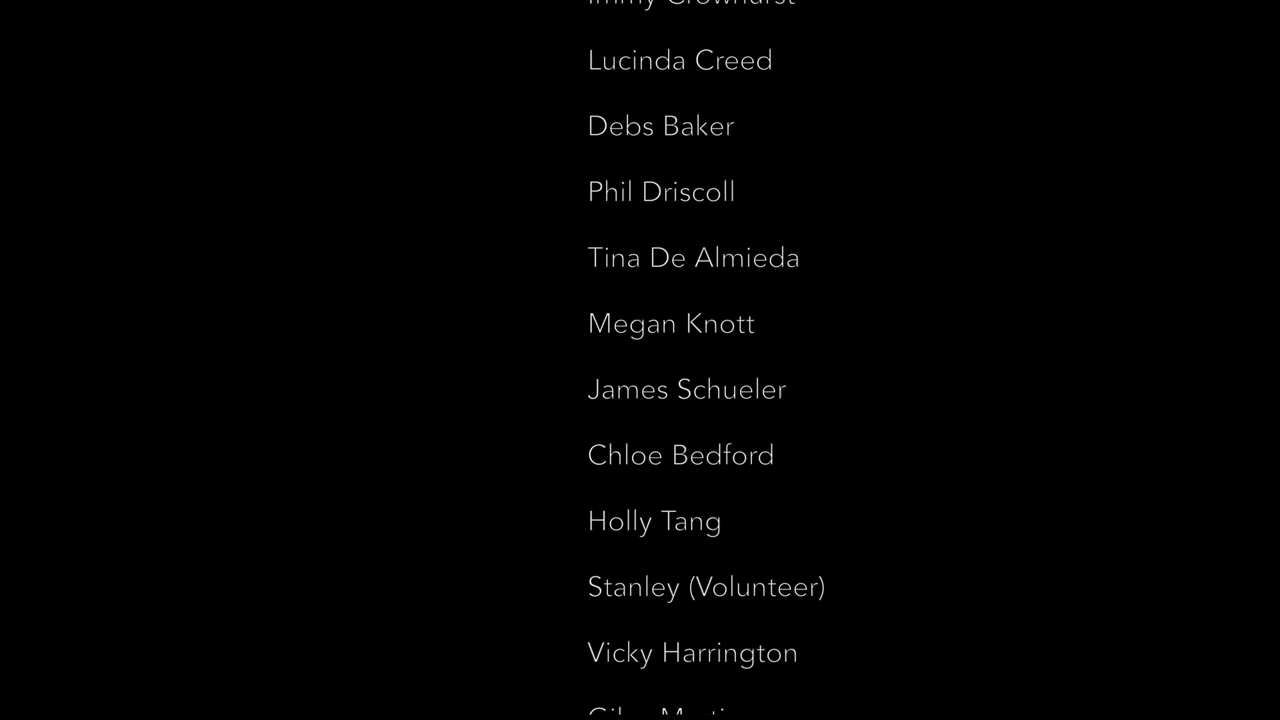 Lucinda Creed
Debs Baker
Phil Driscoll
Tina De Almieda
Megan Knott
James Schueler
Chloe Bedford
Holly Tang
Stanley (Volunteer)
Vicky Harrington